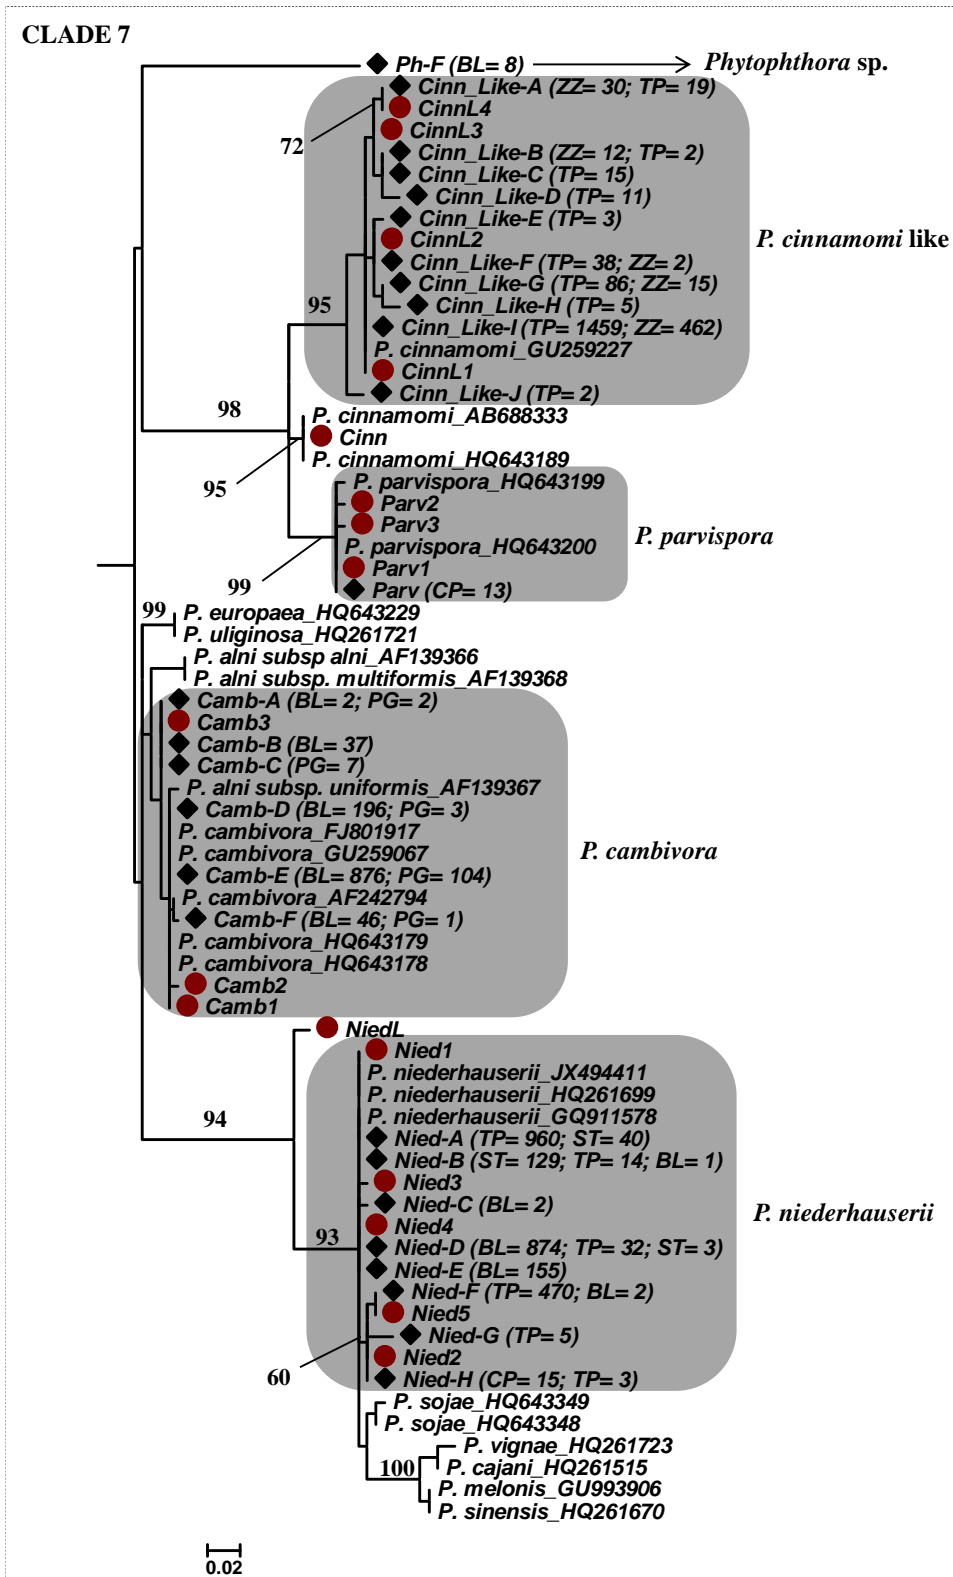 CLADE 7
Ph-F (BL= 8)
Phytophthora sp.
Cinn_Like-A (ZZ= 30; TP= 19)
CinnL4
72
CinnL3
Cinn_Like-B (ZZ= 12; TP= 2)
Cinn_Like-C (TP= 15)
Cinn_Like-D (TP= 11)
Cinn_Like-E (TP= 3)
P. cinnamomi like
CinnL2
Cinn_Like-F (TP= 38; ZZ= 2)
Cinn_Like-G (TP= 86; ZZ= 15)
95
Cinn_Like-H (TP= 5)
Cinn_Like-I (TP= 1459; ZZ= 462)
P. cinnamomi_GU259227
CinnL1
Cinn_Like-J (TP= 2)
98
P. cinnamomi_AB688333
Cinn
P. cinnamomi_HQ643189
95
P. parvispora_HQ643199
Parv2
Parv3
P. parvispora
P. parvispora_HQ643200
99
Parv1
Parv (CP= 13)
99
P. europaea_HQ643229
P. uliginosa_HQ261721
P. alni subsp alni_AF139366
P. alni subsp. multiformis_AF139368
Camb-A (BL= 2; PG= 2)
Camb3
Camb-B (BL= 37)
Camb-C (PG= 7)
P. alni subsp. uniformis_AF139367
Camb-D (BL= 196; PG= 3)
P. cambivora_FJ801917
P. cambivora
P. cambivora_GU259067
Camb-E (BL= 876; PG= 104)
P. cambivora_AF242794
Camb-F (BL= 46; PG= 1)
P. cambivora_HQ643179
P. cambivora_HQ643178
Camb2
Camb1
NiedL
Nied1
P. niederhauserii_JX494411
P. niederhauserii_HQ261699
94
P. niederhauserii_GQ911578
Nied-A (TP= 960; ST= 40)
Nied-B (ST= 129; TP= 14; BL= 1)
Nied3
Nied-C (BL= 2)
P. niederhauserii
Nied4
93
Nied-D (BL= 874; TP= 32; ST= 3)
Nied-E (BL= 155)
Nied-F (TP= 470; BL= 2)
Nied5
Nied-G (TP= 5)
Nied2
60
Nied-H (CP= 15; TP= 3)
P. sojae_HQ643349
P. sojae_HQ643348
P. vignae_HQ261723
100
P. cajani_HQ261515
P. melonis_GU993906
P. sinensis_HQ261670
0.02